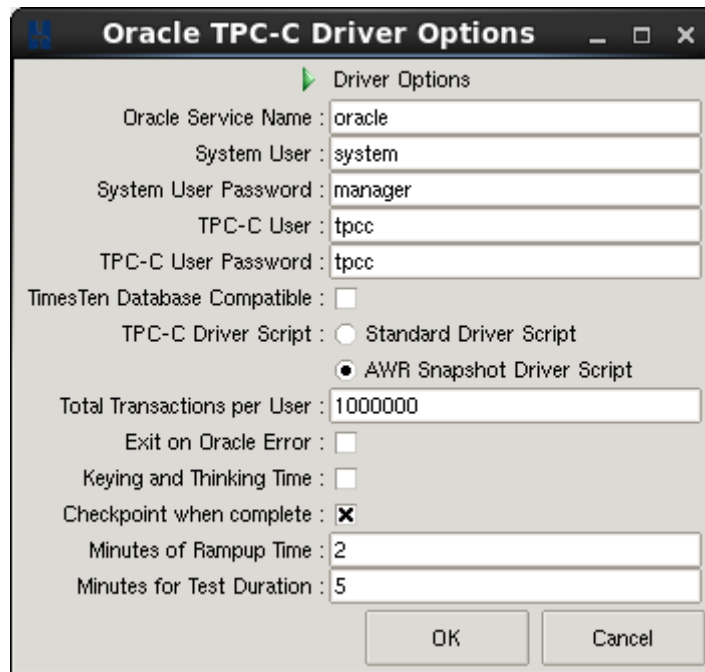 Oracle TPC-C Driver Options
Driver Options
Oracle Service Name : oracle
System User : system
System User Password : manager
TPC-C User : tpcc
TPC-C User Password : tpcc
TimesTen Database Compatible :
TPC-C Driver Script : Standard Driver Script
AWR Snapshot Driver Script
Total Transactions per User : 1000000
Exit on Oracle Error :
Keying and Thinking Time :
Checkpoint when complete :
Minutes of Rampup Time : 2
Minutes for Test Duration : 5
OK Cancel